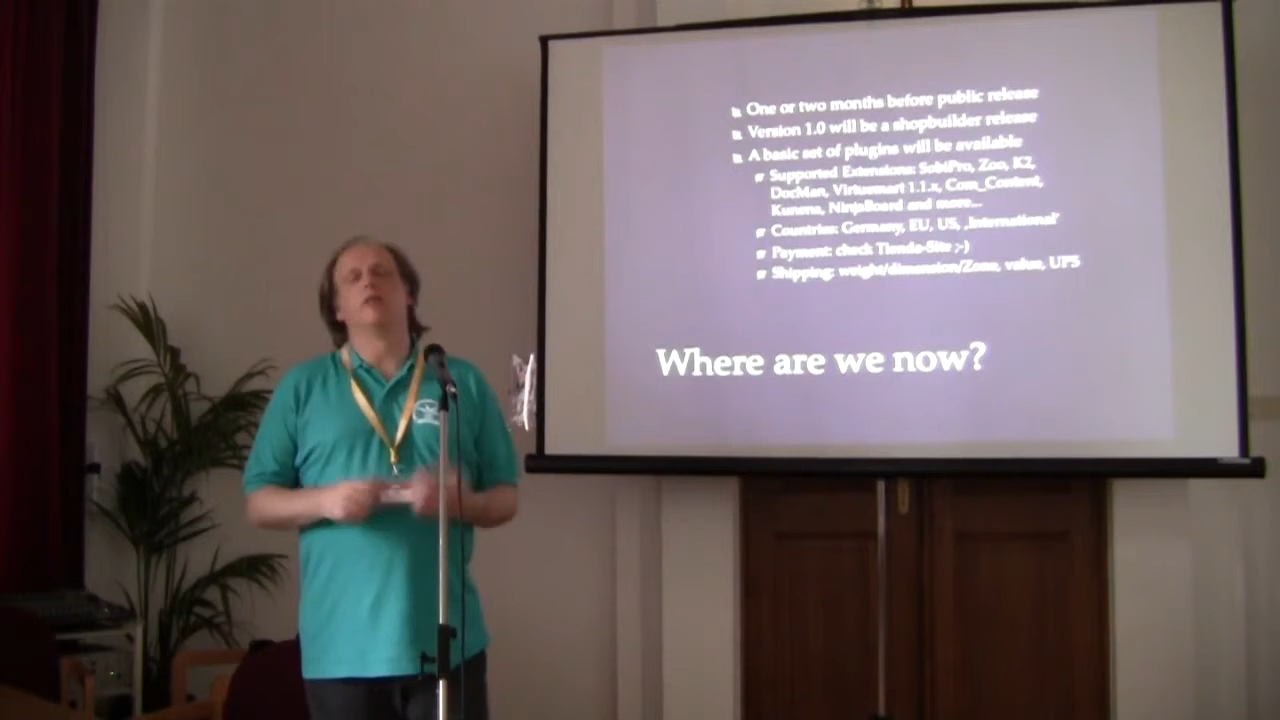 One or two months before public release
Version 1.0 will be a shopbuilder release
A basic set of plugins will be available
Supported Extensions: SobiPro, Zoo, K2,
DocMan, Virtuemart 1.1.x, Com_Content,
Kunena, NinjaBoard and more...
Countries: Germany, EU, US, „International“
Payment: check Tienda-Site ;-)
Shipping: weight/dimension/Zone, value, UPS
Where are we now?